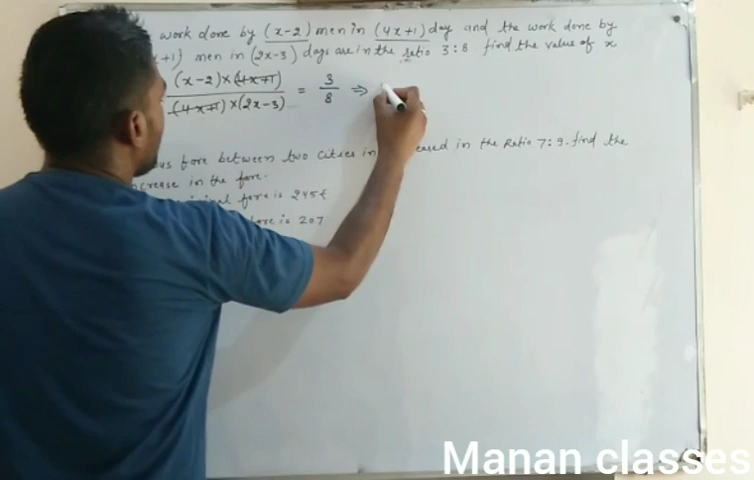 work done by (x-2) men in (4x+1) day and the work done by
x+1) men in (2x-3) days are in the ratio 3:8 find the value of x
(x-2)×(4x+1) / (4x+1)×(2x-3) = 3/8 ⇒
fare between two cities in the Ratio 7:9. find the
crease in the fare.
fare is 245₹
fare is 207
Manan classes